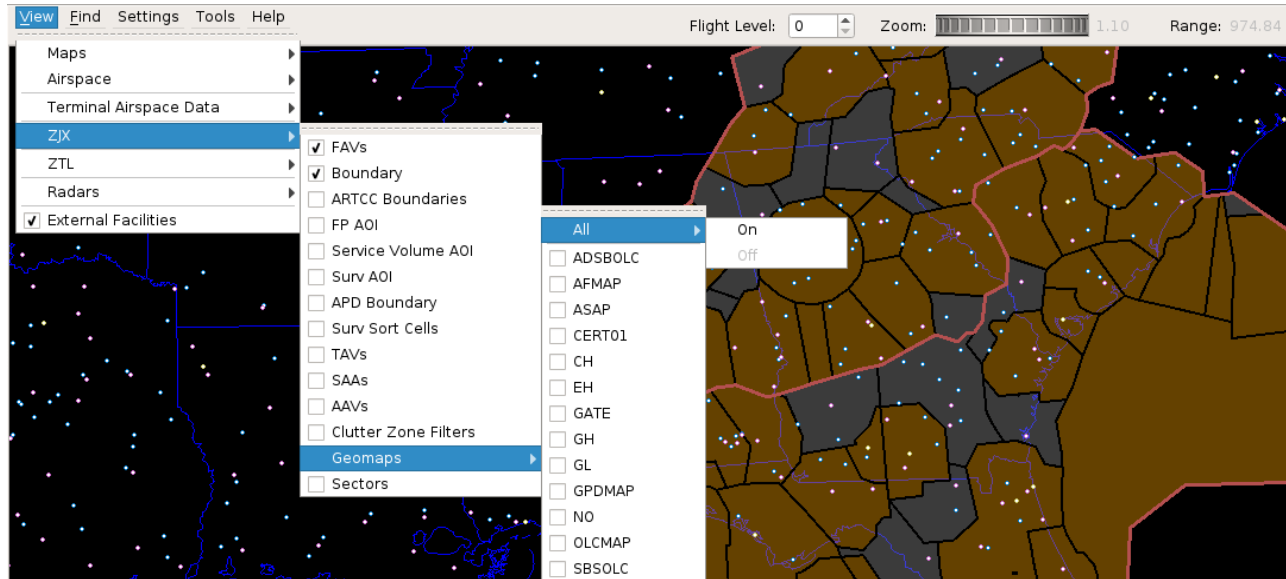 View Find Settings Tools Help
Flight Level: 0 Zoom: 1.10 Range: 974.84
Maps
Airspace
Terminal Airspace Data
ZJX
ZTL
Radars
External Facilities
FAVs
Boundary
ARTCC Boundaries
FP AOI
Service Volume AOI
Surv AOI
APD Boundary
Surv Sort Cells
TAVs
SAAs
AAVs
Clutter Zone Filters
Geomaps
Sectors
All
ADSBOLC
AFMAP
ASAP
CERT01
CH
EH
GATE
GH
GL
GPDMAP
NO
OLCMAP
SBSOLC
On
Off